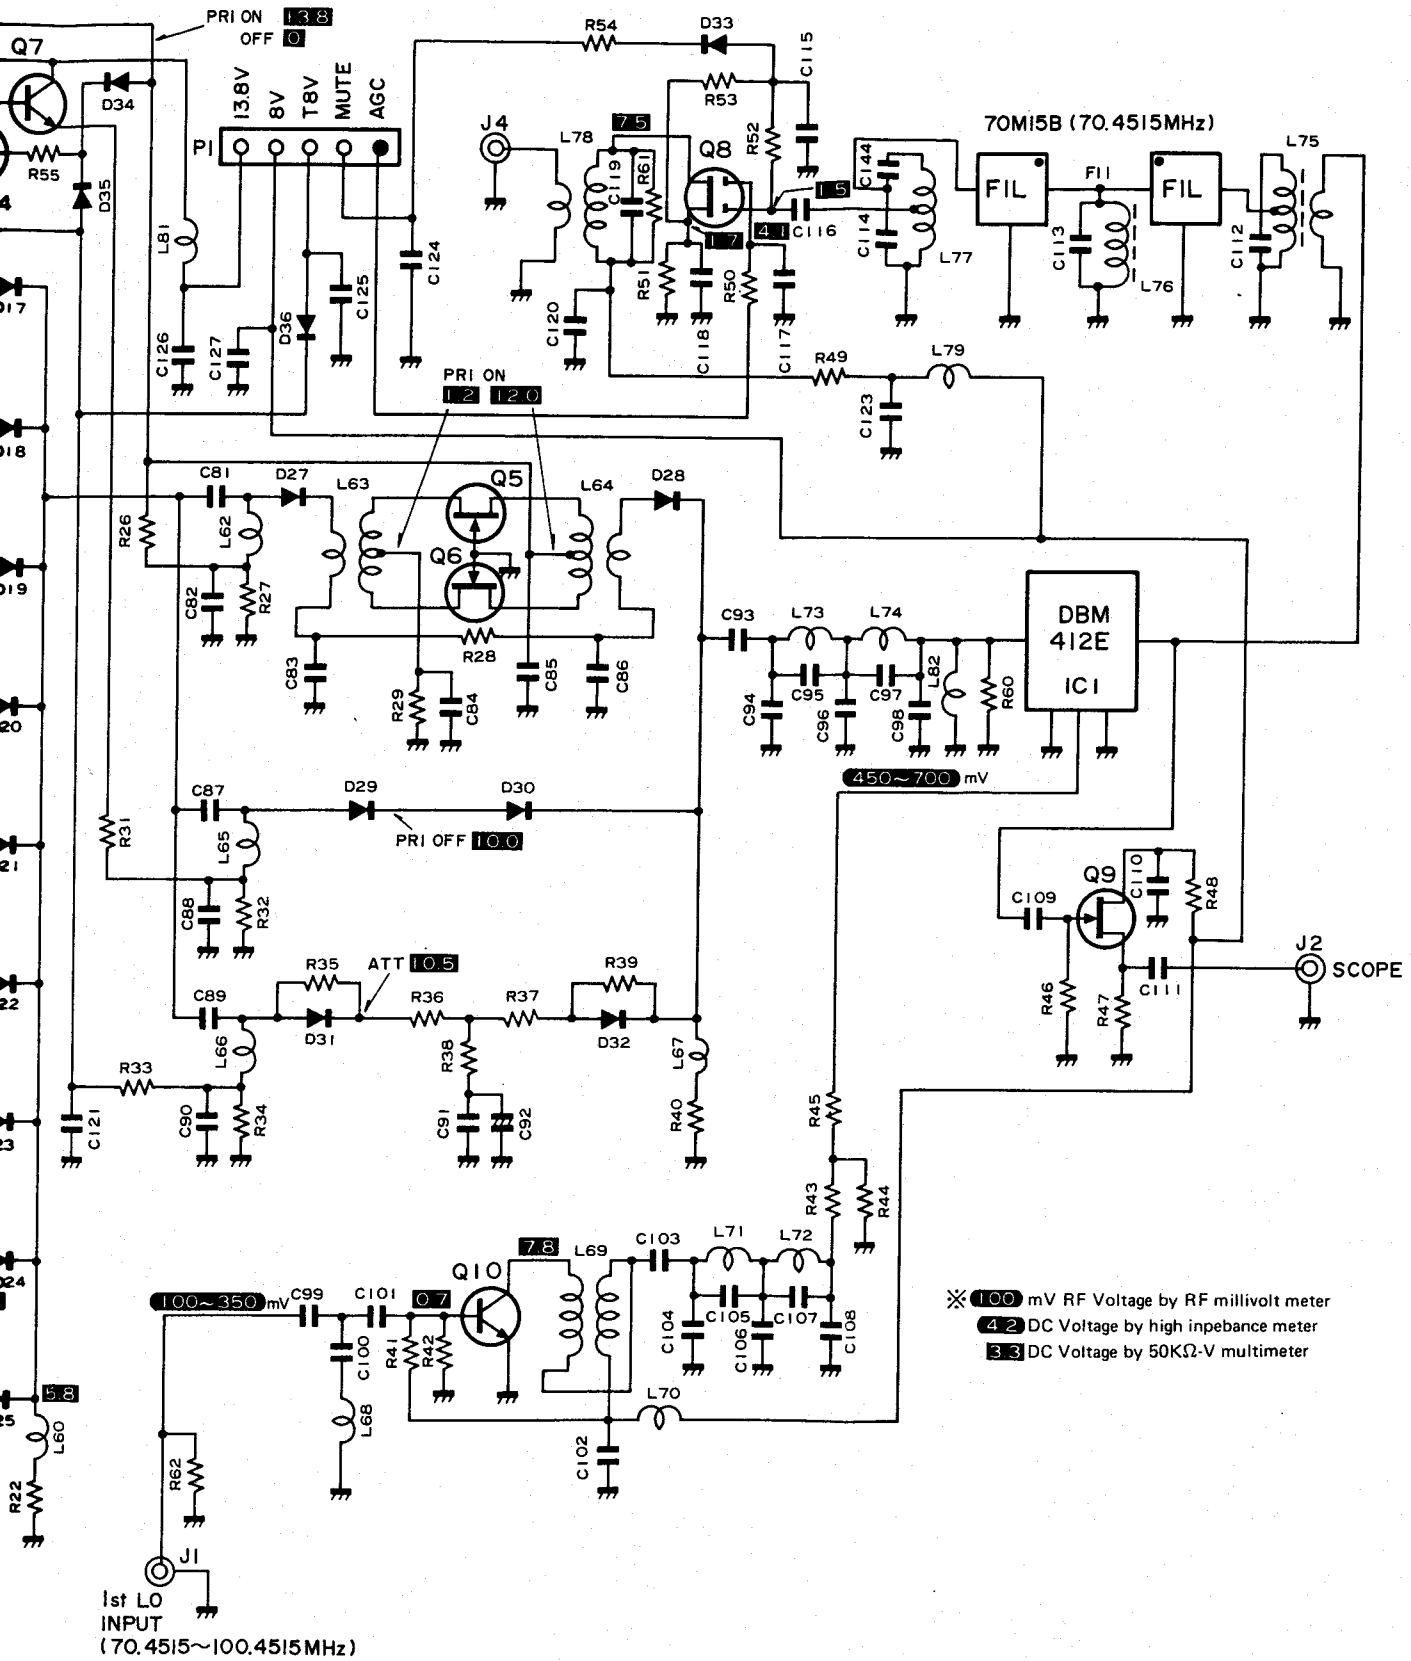 PRI ON 13.8
OFF 0
Q7
D34
R55
D35
13.8V
8V
T8V
MUTE
AGC
P1
L81
C126
C127
D36
C125
C124
R54
D33
C115
R53
R52
J4
L78
7.5
C119
R61
Q8
1.5
1.7
4.1
C116
R51
C118
R50
C117
C120
C144
C114
L77
70M15B (70.4515MHz)
FIL
F11
FIL
C113
L76
L75
C112
R49
L79
C123
PRI ON
1.2 12.0
C81
D27
L63
Q5
L64
D28
R26
L62
Q6
C82
R27
R28
C83
R29
C84
C85
C86
C93
L73
L74
C95
C97
C94
C96
C98
L82
R60
DBM
412E
IC1
450~700 mV
C87
D29
D30
R31
L65
PRI OFF 10.0
C88
R32
C109
Q9
C110
R48
J2
SCOPE
R46
R47
C111
R35
ATT 10.5
C89
R36
R37
R39
D31
D32
L66
R38
L67
R33
C121
C90
R34
C91
C92
R40
R45
R43
R44
C103
L71
L72
7.8
L69
Q10
100~350 mV
C99
C101
0.7
C100
R41
R42
C104
C105
C106
C107
C108
L68
L70
C102
※ 100 mV RF Voltage by RF millivolt meter
4.2 DC Voltage by high inpebance meter
3.3 DC Voltage by 50KΩ-V multimeter
4
D17
D18
D19
20
21
22
23
D24
25
5.8
L60
R22
R62
J1
1st LO
INPUT
(70.4515~100.4515MHz)